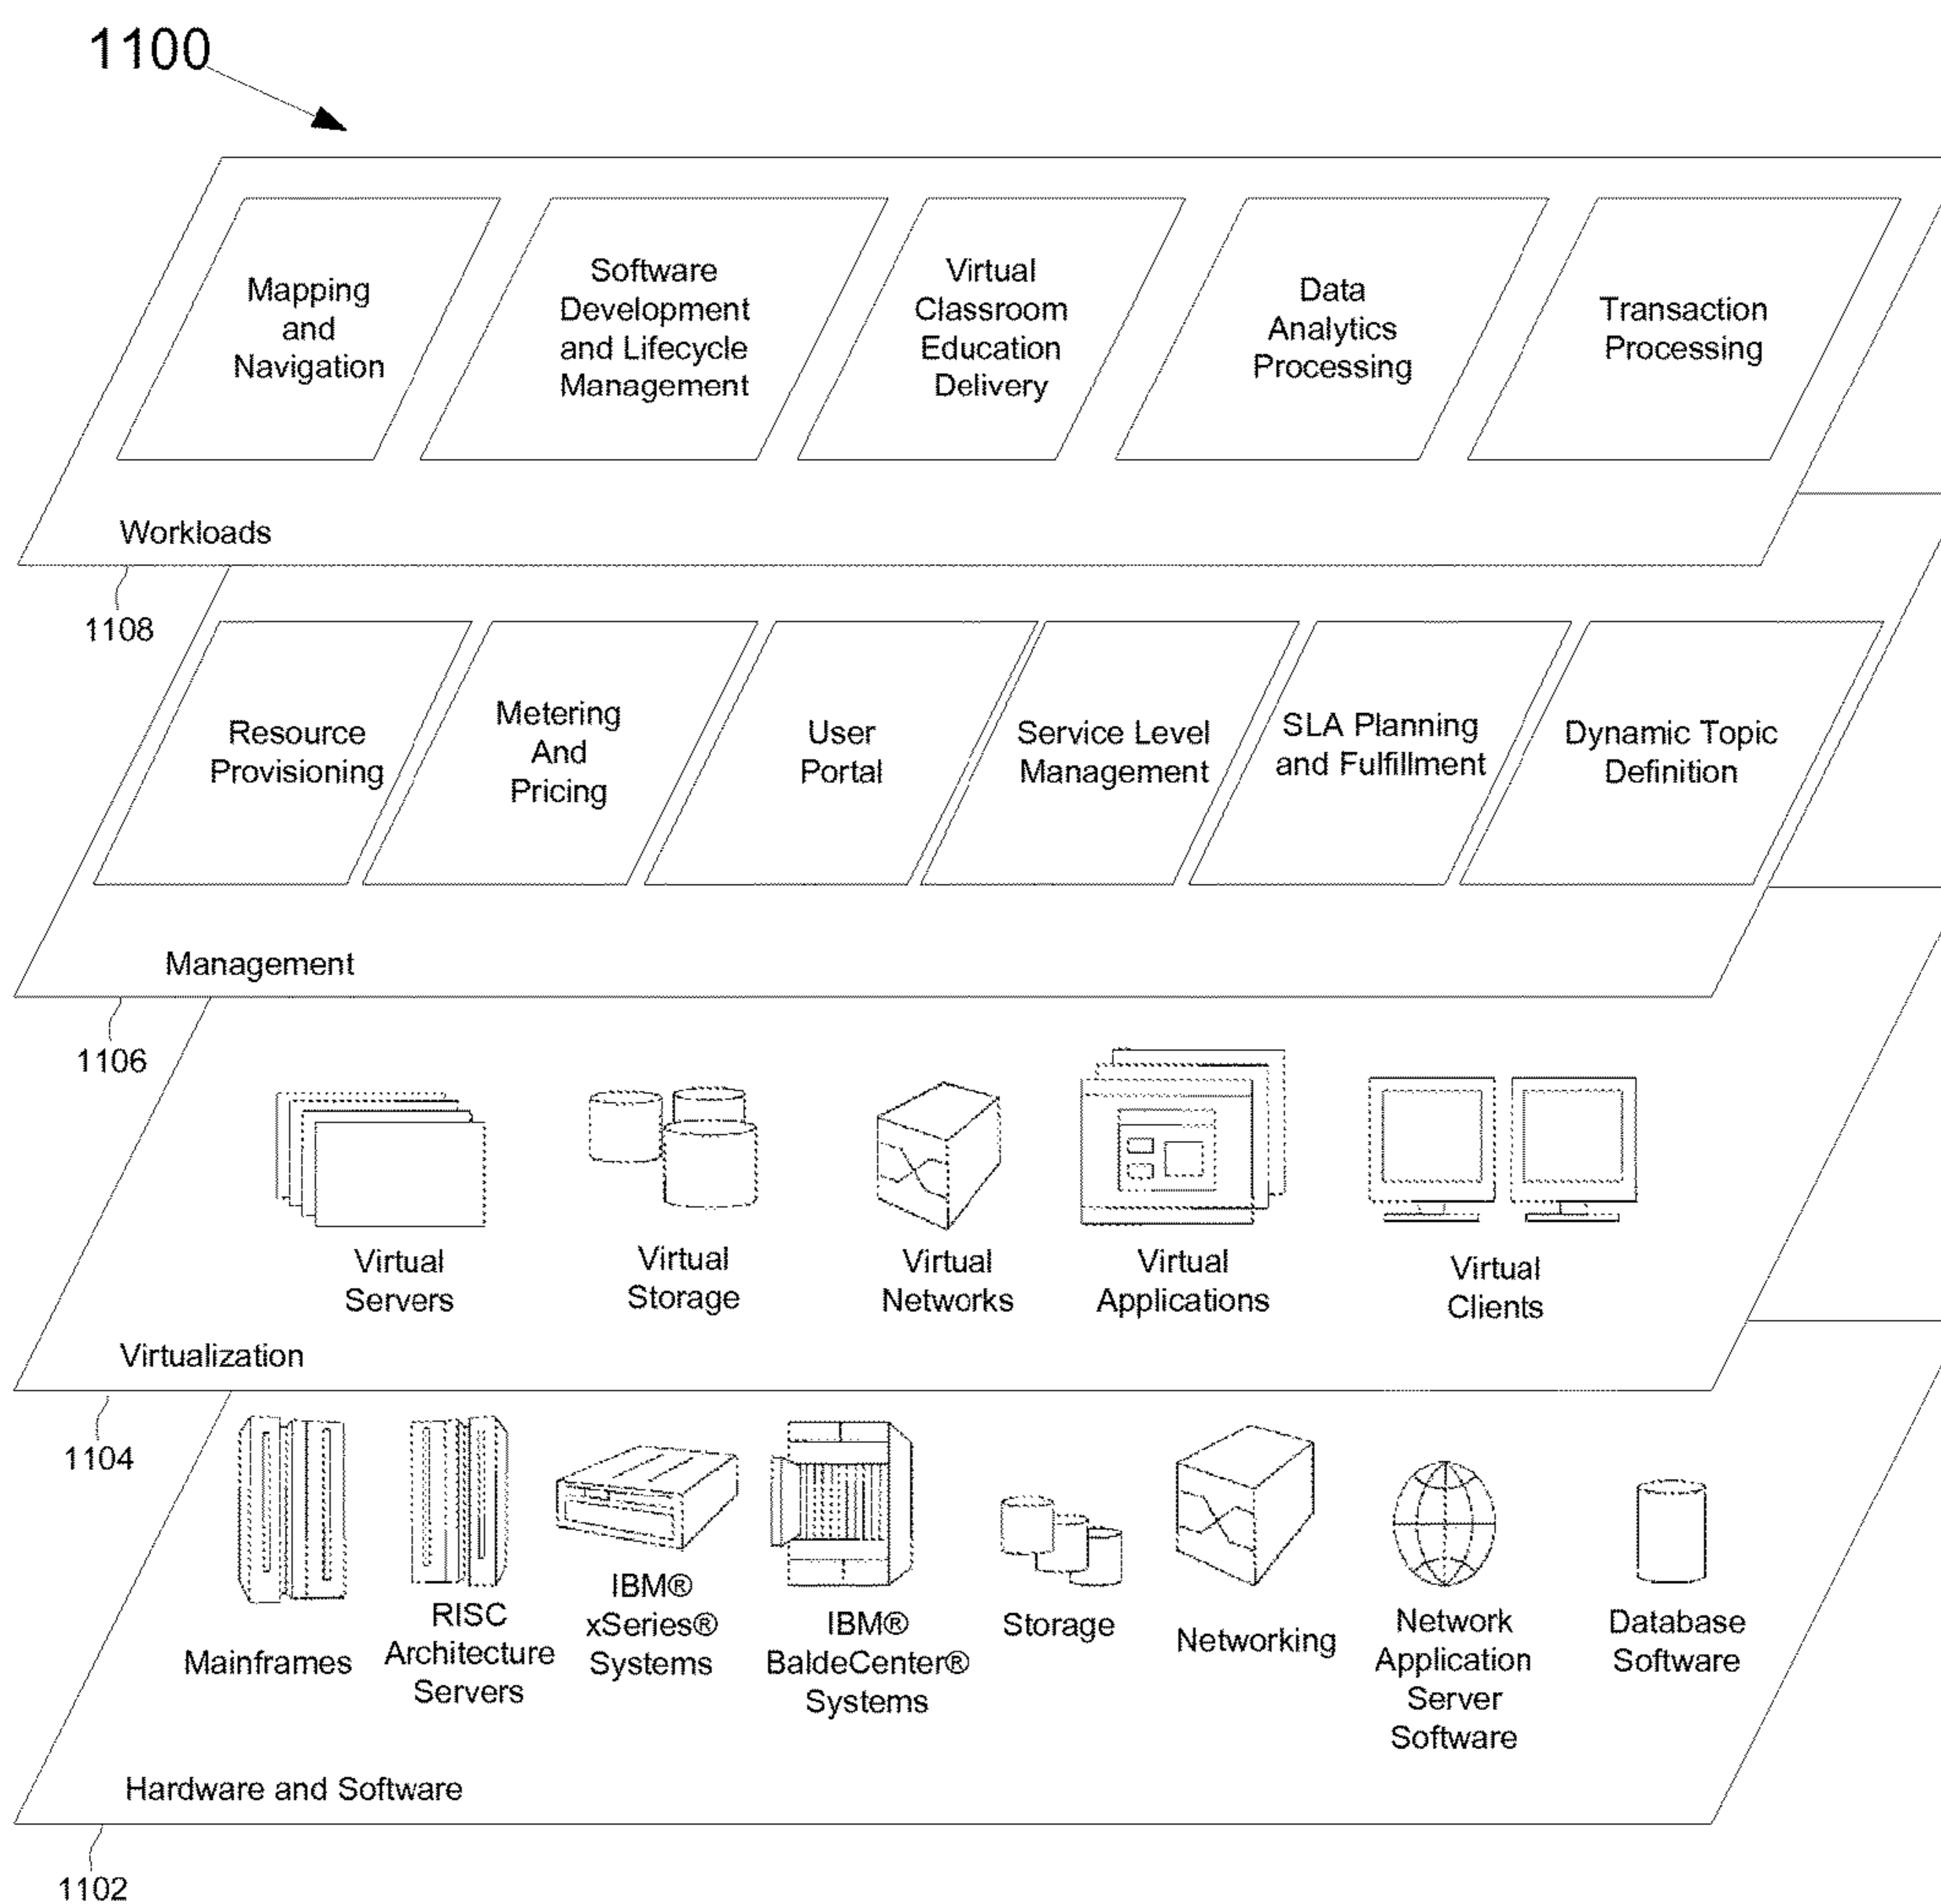 1100
Mapping
and
Navigation
Software
Development
and Lifecycle
Management
Virtual
Classroom
Education
Delivery
Data
Analytics
Processing
Transaction
Processing
Workloads
1108
Resource
Provisioning
Metering
And
Pricing
User
Portal
Service Level
Management
SLA Planning
and Fulfillment
Dynamic Topic
Definition
Management
1106
Virtual
Servers
Virtual
Storage
Virtual
Networks
Virtual
Applications
Virtual
Clients
Virtualization
1104
Mainframes
RISC
Architecture
Servers
IBM®
xSeries®
Systems
IBM®
BaldeCenter®
Systems
Storage
Networking
Network
Application
Server
Software
Database
Software
Hardware and Software
1102